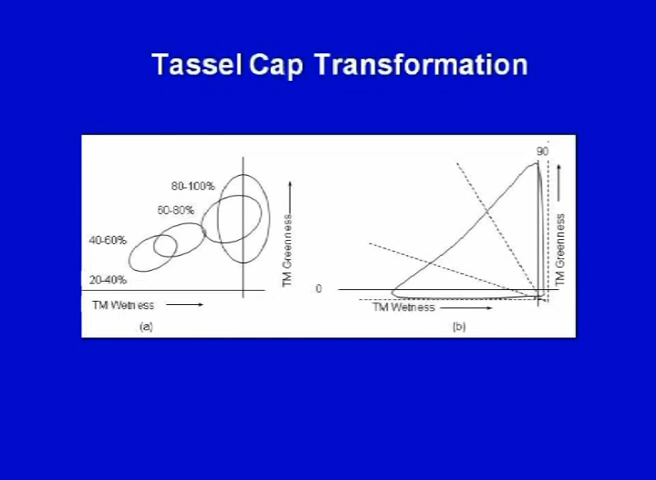 Tassel Cap Transformation
80-100%
60-80%
40-60%
20-40%
TM Wetness
(a)
TM Greenness
90
0
TM Wetness
(b)
TM Greenness